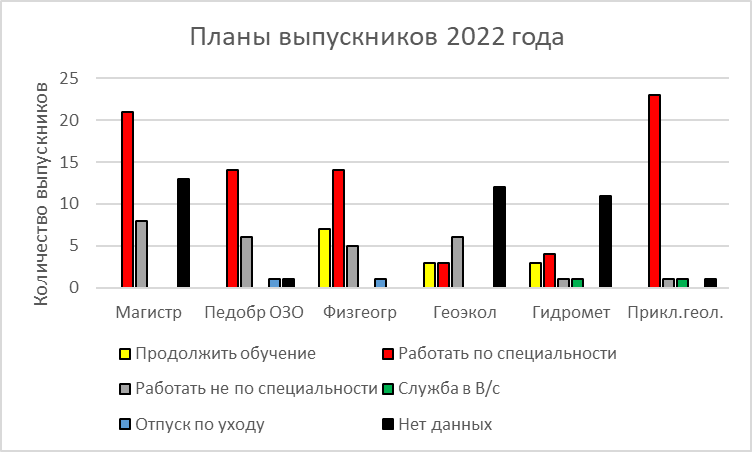 Планы выпускников 2022 года
Количество выпускников
25
20
15
10
5
0
Магистр Педобр ОЗО Физгеогр Геоэкол Гидромет Прикл.геол.
Продолжить обучение Работать по специальности
Работать не по специальности Служба в В/с
Отпуск по уходу Нет данных